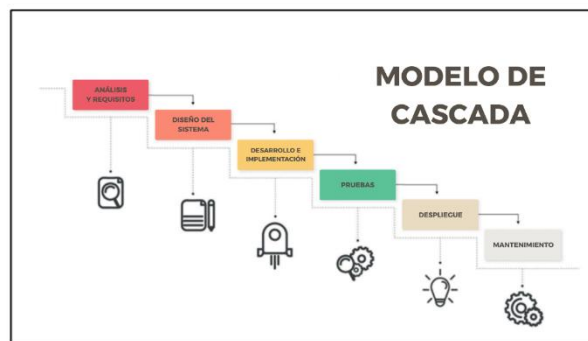 MODELO DE
CASCADA
ANÁLISIS
Y REQUISITOS
DISEÑO DEL
SISTEMA
DESARROLLO E
IMPLEMENTACIÓN
PRUEBAS
DESPLIEGUE
MANTENIMIENTO